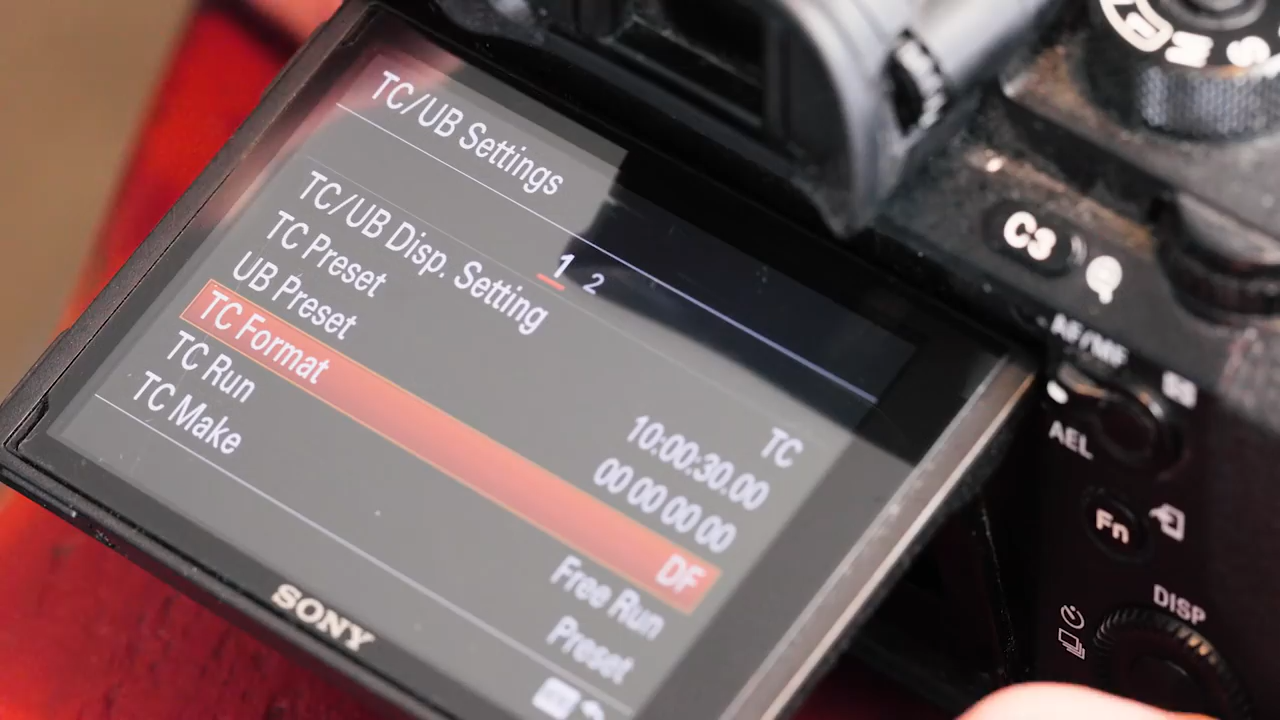 TC/UB Settings
1 2
TC/UB Disp. Setting TC
TC Preset 10:00:30.00
UB Preset 00 00 00 00
TC Format DF
TC Run Free Run
TC Make Preset
SONY
C3
AF/MF
AEL
Fn
DISP
M
S